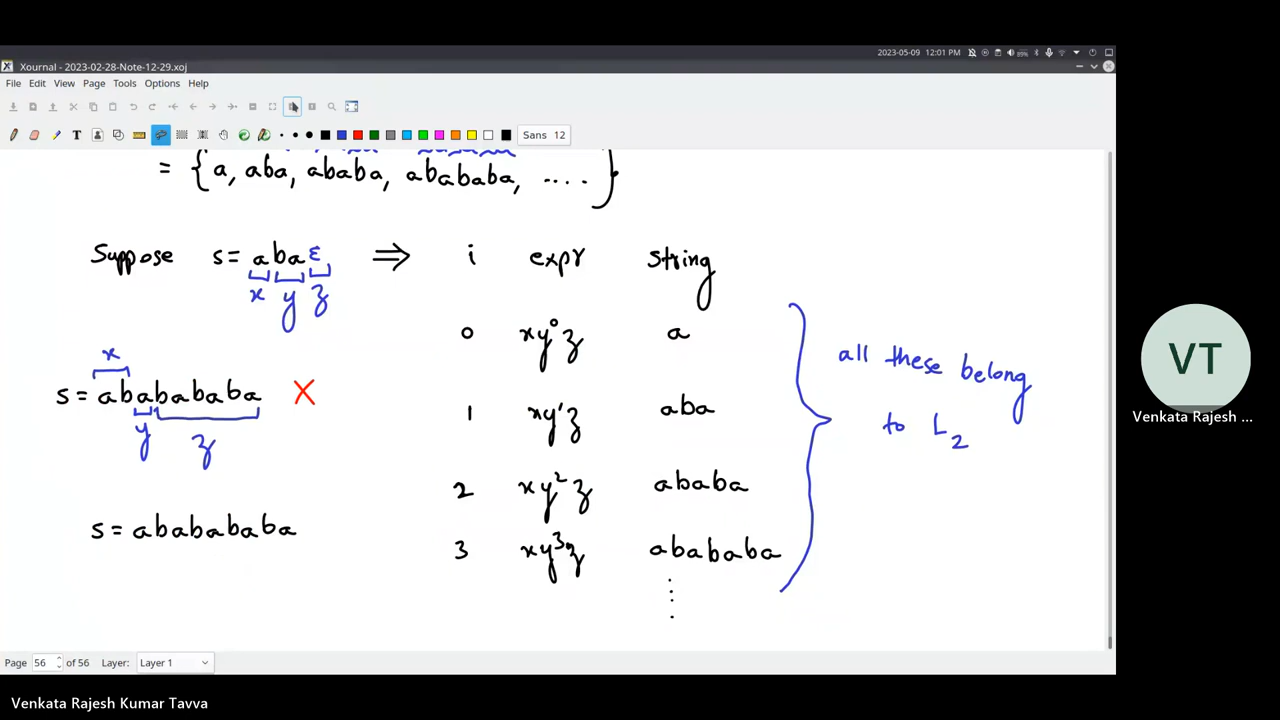 2023-05-09 12:01 PM
Xournal - 2023-02-28-Note-12-29.xoj
File Edit View Page Tools Options Help
Sans 12
= {a, aba, ababa, abababa, ....}
Suppose s= abaε ⇒ i expr string
x y z
0 xy⁰z a
x
s= ababababa X
y z
all these belong
to L₂
1 xy¹z aba
2 xy²z ababa
s= ababababa
3 xy³z abababa
⋮
VT
Venkata Rajesh ...
Page 56 of 56 Layer: Layer 1
Venkata Rajesh Kumar Tavva